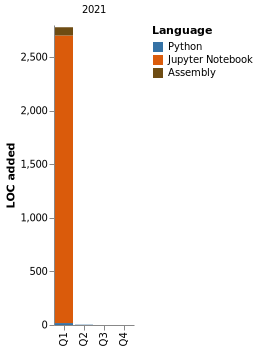 2021
Language
Python
Jupyter Notebook
Assembly
LOC added
2,500
2,000
1,500
1,000
500
0
Q1
Q2
Q3
Q4